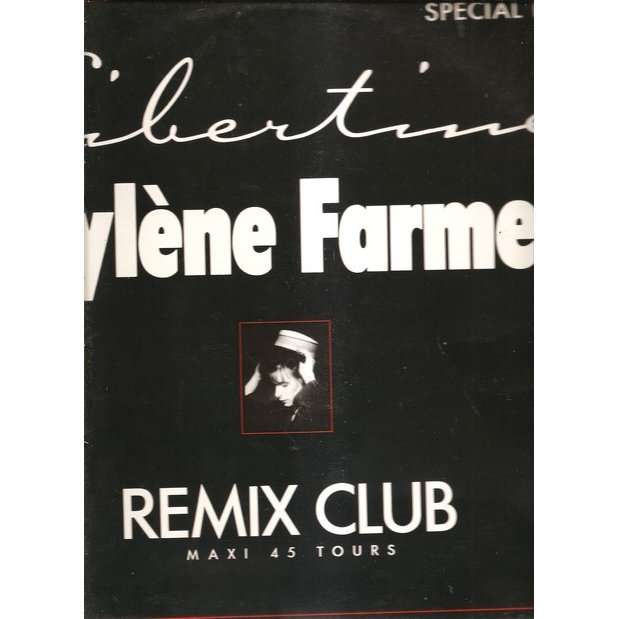 SPECIAL
ibertine
ylène Farme
REMIX CLUB
MAXI 45 TOURS